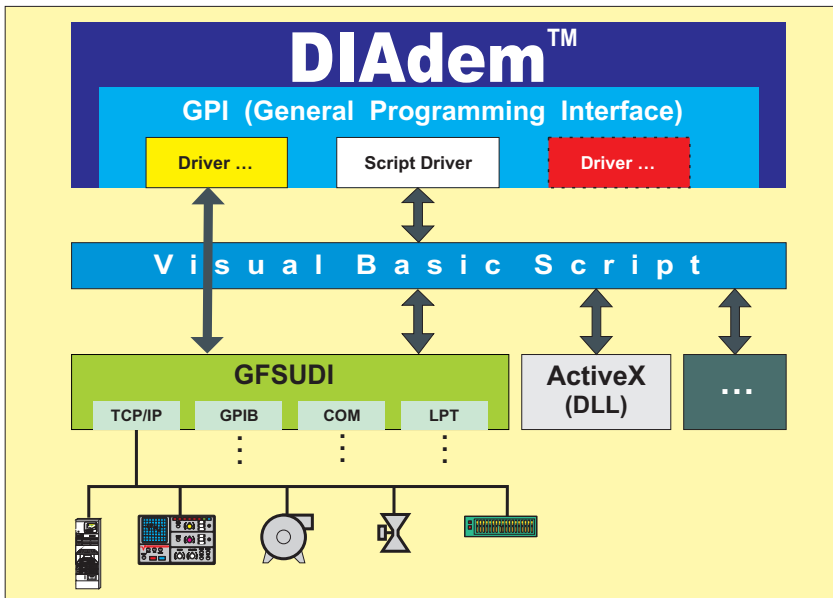 DIAdem™
GPI (General Programming Interface)
Driver ...
Script Driver
Driver ...
Visual Basic Script
GFSUDI
ActiveX
(DLL)
...
TCP/IP
GPIB
COM
LPT